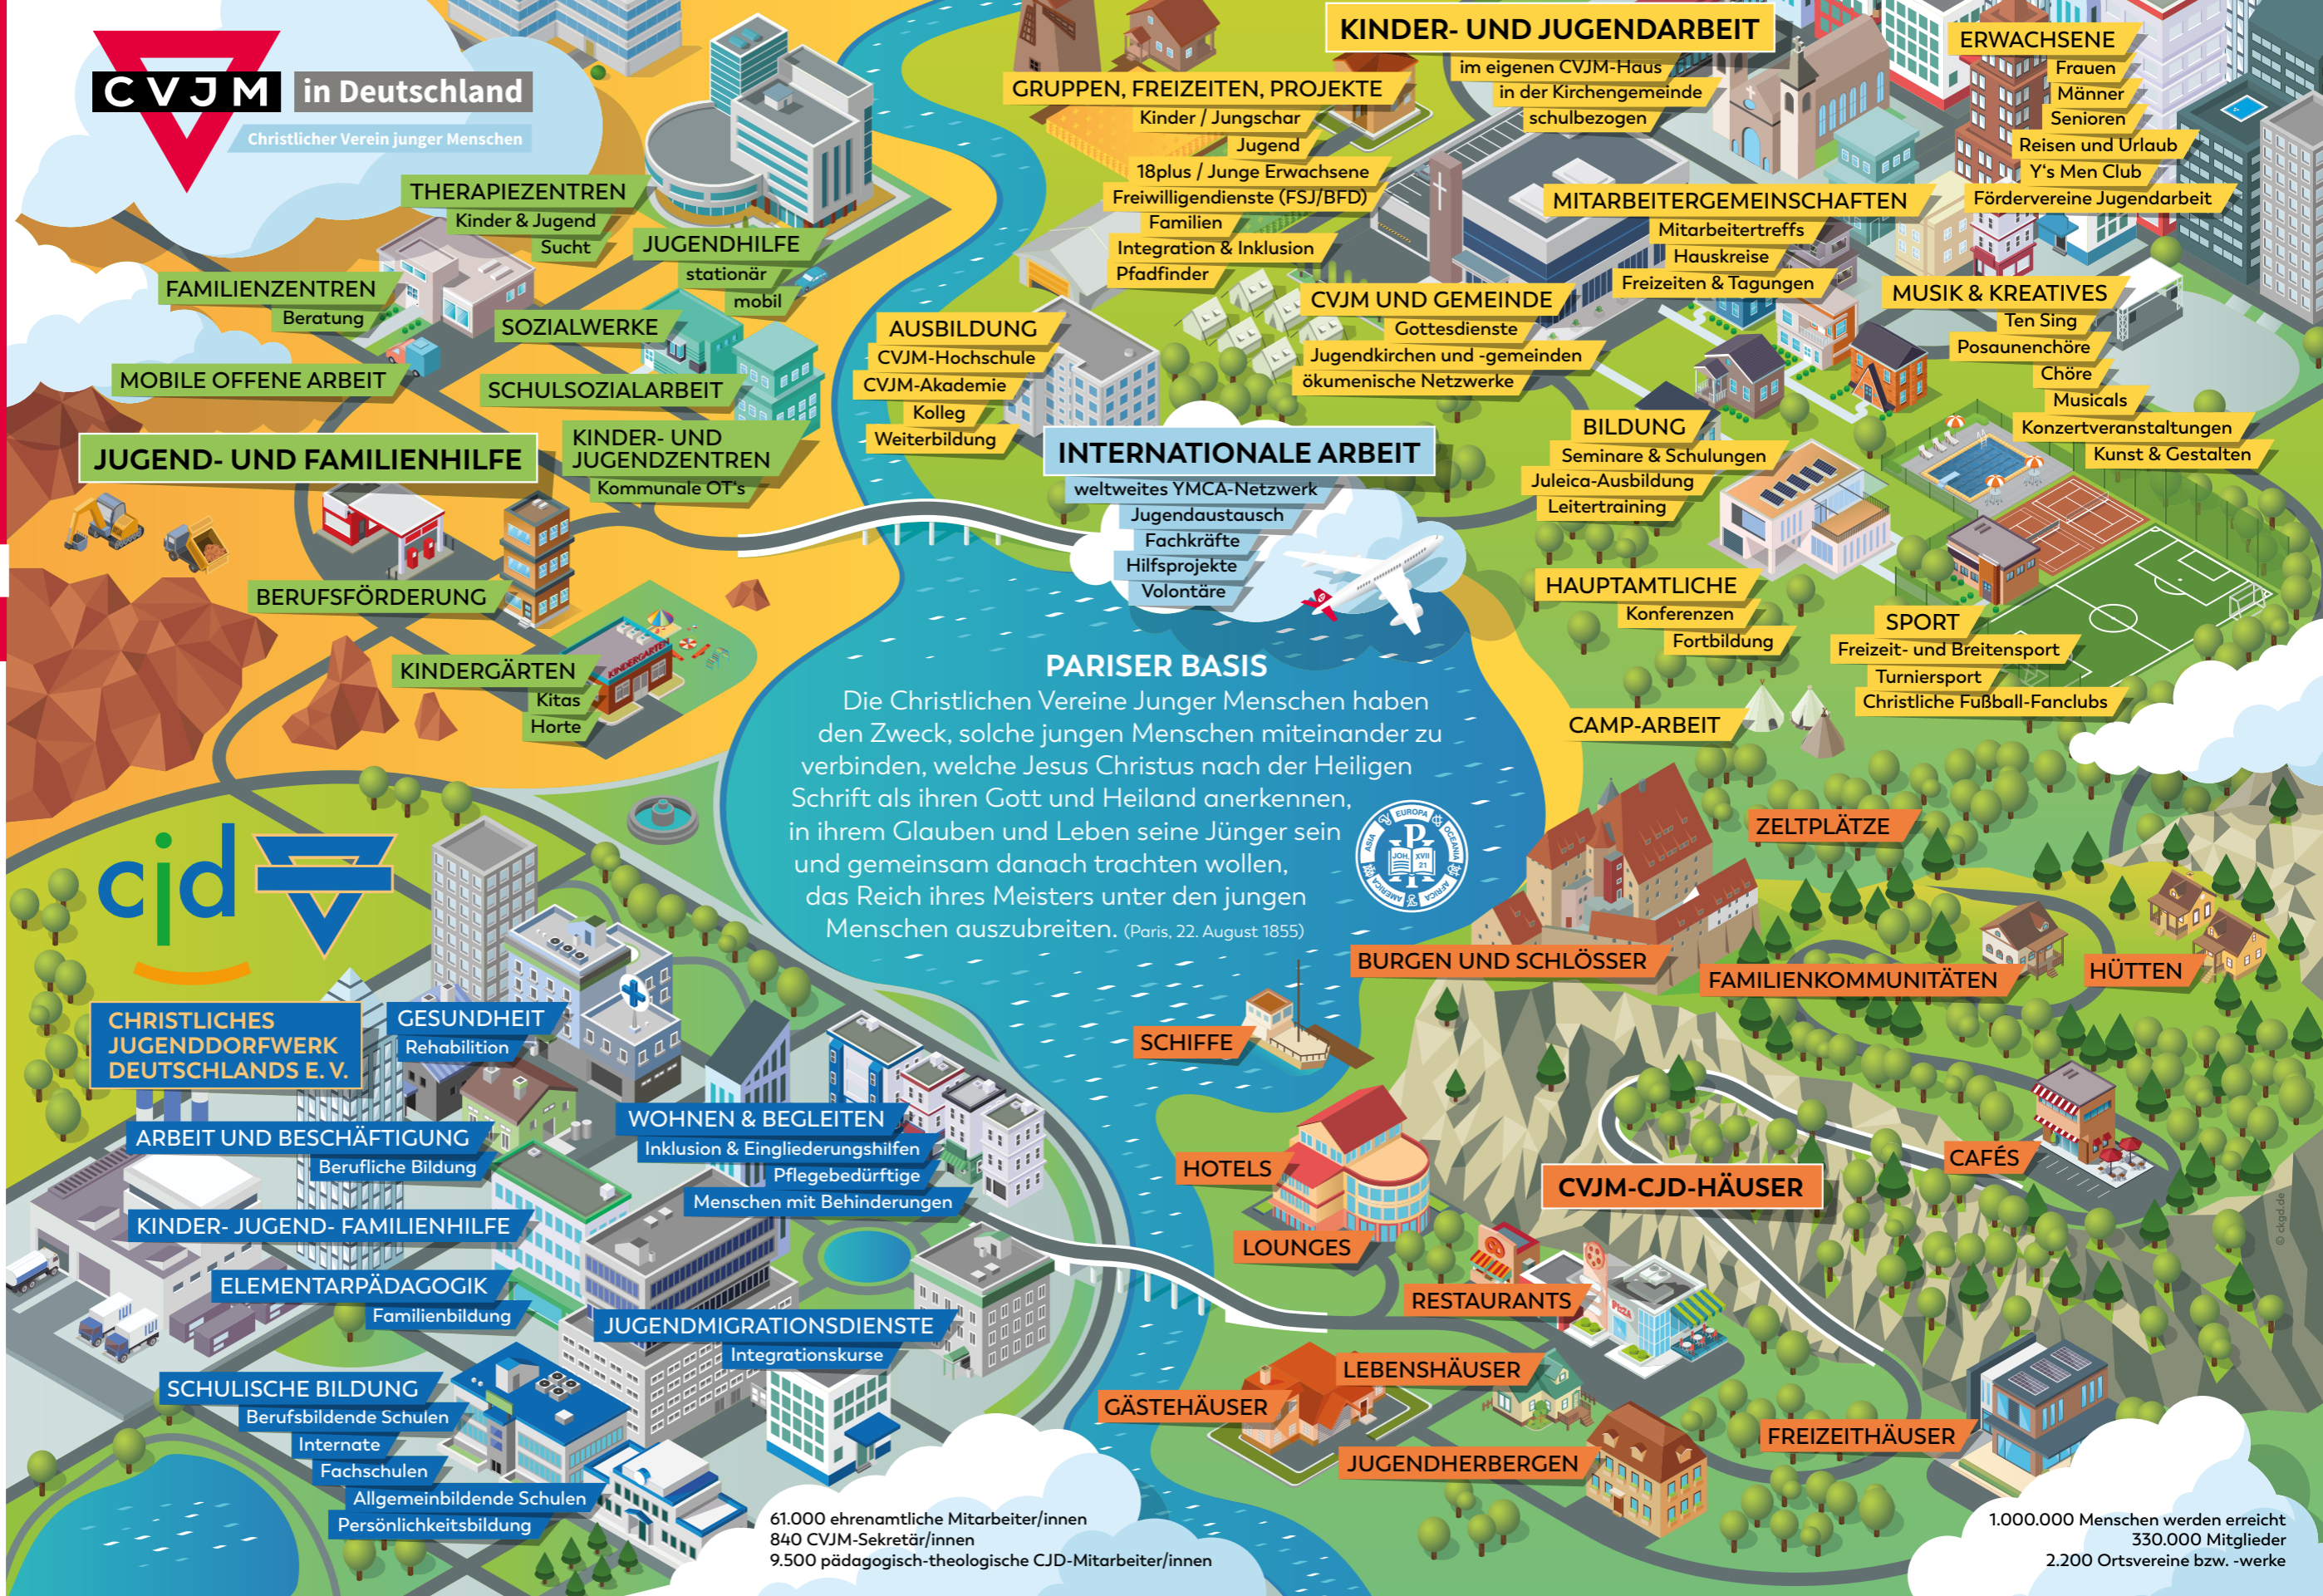 CVJM in Deutschland
Christlicher Verein junger Menschen
THERAPIEZENTREN
Kinder & Jugend
Sucht
JUGENDHILFE
stationär
mobil
FAMILIENZENTREN
Beratung
SOZIALWERKE
MOBILE OFFENE ARBEIT
SCHULSOZIALARBEIT
JUGEND- UND FAMILIENHILFE
KINDER- UND
JUGENDZENTREN
Kommunale OT's
BERUFSFÖRDERUNG
KINDERGÄRTEN
Kitas
Horte
KINDERGARTEN
KINDER- UND JUGENDARBEIT
im eigenen CVJM-Haus
in der Kirchengemeinde
schulbezogen
GRUPPEN, FREIZEITEN, PROJEKTE
Kinder / Jungschar
Jugend
18plus / Junge Erwachsene
Freiwilligendienste (FSJ/BFD)
Familien
Integration & Inklusion
Pfadfinder
ERWACHSENE
Frauen
Männer
Senioren
Reisen und Urlaub
Y's Men Club
Fördervereine Jugendarbeit
MITARBEITERGEMEINSCHAFTEN
Mitarbeitertreffs
Hauskreise
Freizeiten & Tagungen
AUSBILDUNG
CVJM-Hochschule
CVJM-Akademie
Kolleg
Weiterbildung
CVJM UND GEMEINDE
Gottesdienste
Jugendkirchen und -gemeinden
ökumenische Netzwerke
MUSIK & KREATIVES
Ten Sing
Posaunenchöre
Chöre
Musicals
Konzertveranstaltungen
Kunst & Gestalten
BILDUNG
Seminare & Schulungen
Juleica-Ausbildung
Leitertraining
INTERNATIONALE ARBEIT
weltweites YMCA-Netzwerk
Jugendaustausch
Fachkräfte
Hilfsprojekte
Volontäre
HAUPTAMTLICHE
Konferenzen
Fortbildung
SPORT
Freizeit- und Breitensport
Turniersport
Christliche Fußball-Fanclubs
CAMP-ARBEIT
PARISER BASIS
Die Christlichen Vereine Junger Menschen haben
den Zweck, solche jungen Menschen miteinander zu
verbinden, welche Jesus Christus nach der Heiligen
Schrift als ihren Gott und Heiland anerkennen,
in ihrem Glauben und Leben seine Jünger sein
und gemeinsam danach trachten wollen,
das Reich ihres Meisters unter den jungen
Menschen auszubreiten. (Paris, 22. August 1855)
EUROPA
OCEANIA
AFRICA
AMERICA
ASIA
JOH. XVII
21
cjd
CHRISTLICHES
JUGENDDORFWERK
DEUTSCHLANDS E. V.
GESUNDHEIT
Rehabilition
ARBEIT UND BESCHÄFTIGUNG
Berufliche Bildung
WOHNEN & BEGLEITEN
Inklusion & Eingliederungshilfen
Pflegebedürftige
Menschen mit Behinderungen
KINDER- JUGEND- FAMILIENHILFE
ELEMENTARPÄDAGOGIK
Familienbildung
JUGENDMIGRATIONSDIENSTE
Integrationskurse
SCHULISCHE BILDUNG
Berufsbildende Schulen
Internate
Fachschulen
Allgemeinbildende Schulen
Persönlichkeitsbildung
ZELTPLÄTZE
BURGEN UND SCHLÖSSER
FAMILIENKOMMUNITÄTEN
HÜTTEN
SCHIFFE
HOTELS
CAFÉS
CVJM-CJD-HÄUSER
LOUNGES
RESTAURANTS
PIZZA
LEBENSHÄUSER
GÄSTEHÄUSER
JUGENDHERBERGEN
FREIZEITHÄUSER
© ckgd.de
61.000 ehrenamtliche Mitarbeiter/innen
840 CVJM-Sekretär/innen
9.500 pädagogisch-theologische CJD-Mitarbeiter/innen
1.000.000 Menschen werden erreicht
330.000 Mitglieder
2.200 Ortsvereine bzw. -werke